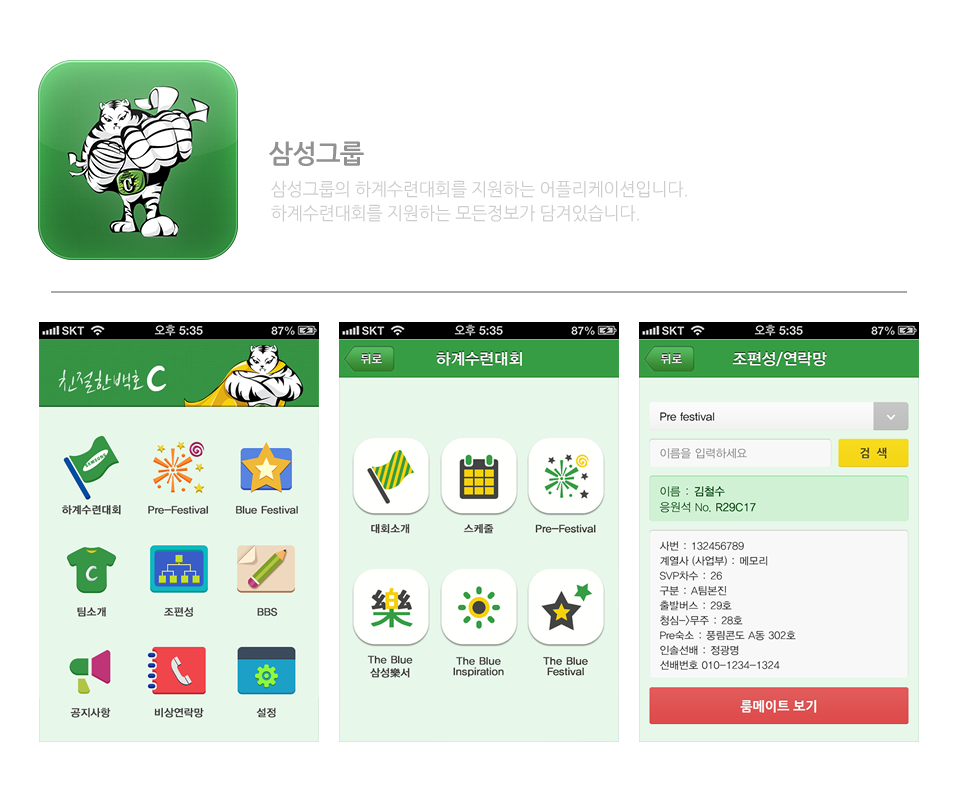 C
삼성그룹
삼성그룹의 하계수련대회를 지원하는 어플리케이션입니다.
하계수련대회를 지원하는 모든정보가 담겨있습니다.
SKT 오후 5:35 87%
친절한백호 C
SAMSUNG
하계수련대회 Pre-Festival Blue Festival
C
팀소개 조편성 BBS
공지사항 비상연락망 설정
SKT 오후 5:35 87%
뒤로 하계수련대회
대회소개 스케줄 Pre-Festival
樂
The Blue
삼성樂서
The Blue
Inspiration
The Blue
Festival
SKT 오후 5:35 87%
뒤로 조편성/연락망
Pre festival
이름을 입력하세요 검 색
이름 : 김철수
응원석 No. R29C17
사번 : 132456789
계열사 (사업부) : 메모리
SVP차수 : 26
구분 : A팀본진
출발버스 : 29호
청심->무주 : 28호
Pre숙소 : 풍림콘도 A동 302호
인솔선배 : 정광명
선배번호 010-1234-1324
룸메이트 보기